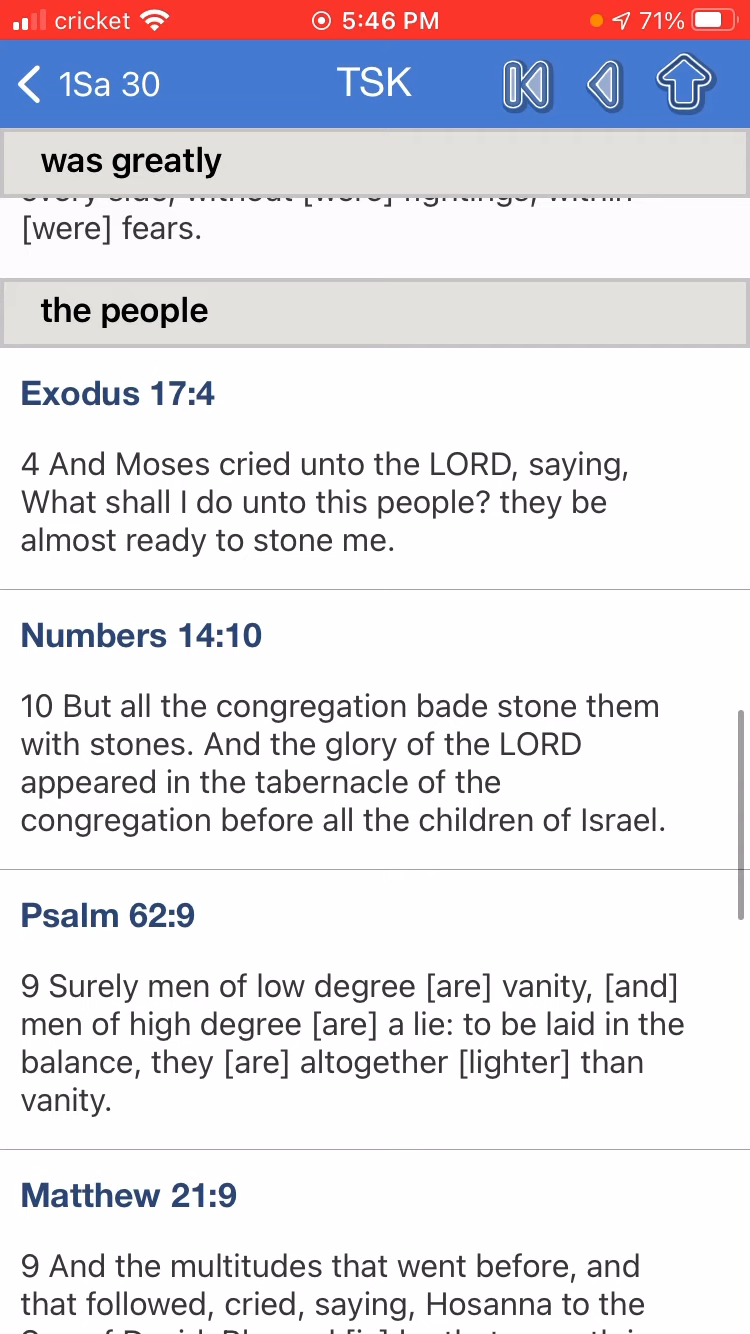 cricket 5:46 PM 71%
1Sa 30 TSK
was greatly
every side; without [were] fightings, within
[were] fears.
the people
Exodus 17:4
4 And Moses cried unto the LORD, saying,
What shall I do unto this people? they be
almost ready to stone me.
Numbers 14:10
10 But all the congregation bade stone them
with stones. And the glory of the LORD
appeared in the tabernacle of the
congregation before all the children of Israel.
Psalm 62:9
9 Surely men of low degree [are] vanity, [and]
men of high degree [are] a lie: to be laid in the
balance, they [are] altogether [lighter] than
vanity.
Matthew 21:9
9 And the multitudes that went before, and
that followed, cried, saying, Hosanna to the